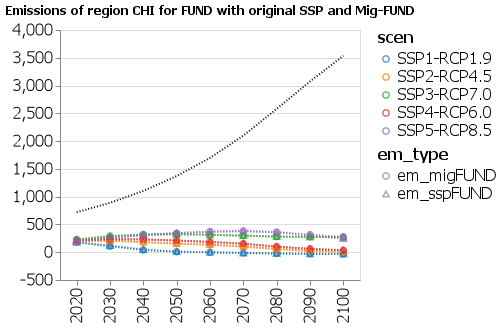 Emissions of region CHI for FUND with original SSP and Mig-FUND
4,000
3,500
3,000
2,500
2,000
1,500
1,000
500
0
-500
2020
2030
2040
2050
2060
2070
2080
2090
2100
scen
SSP1-RCP1.9
SSP2-RCP4.5
SSP3-RCP7.0
SSP4-RCP6.0
SSP5-RCP8.5
em_type
em_migFUND
em_sspFUND